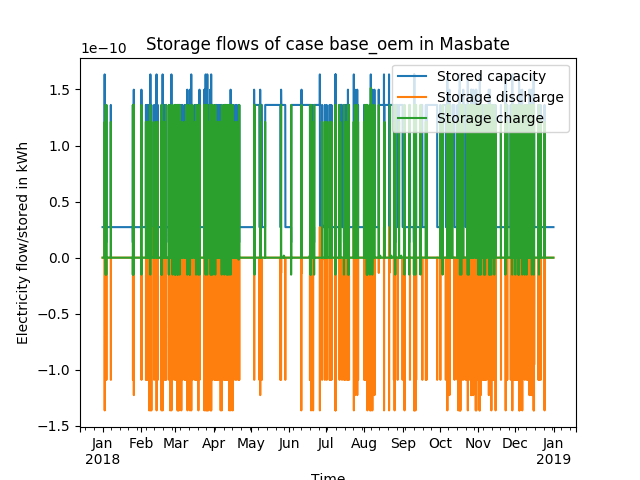 Storage flows of case base_oem in Masbate
1e−10
Stored capacity
Storage discharge
Storage charge
Electricity flow/stored in kWh
1.5
1.0
0.5
0.0
−0.5
−1.0
−1.5
Jan Feb Mar Apr May Jun Jul Aug Sep Oct Nov Dec Jan
2018 2019
Time